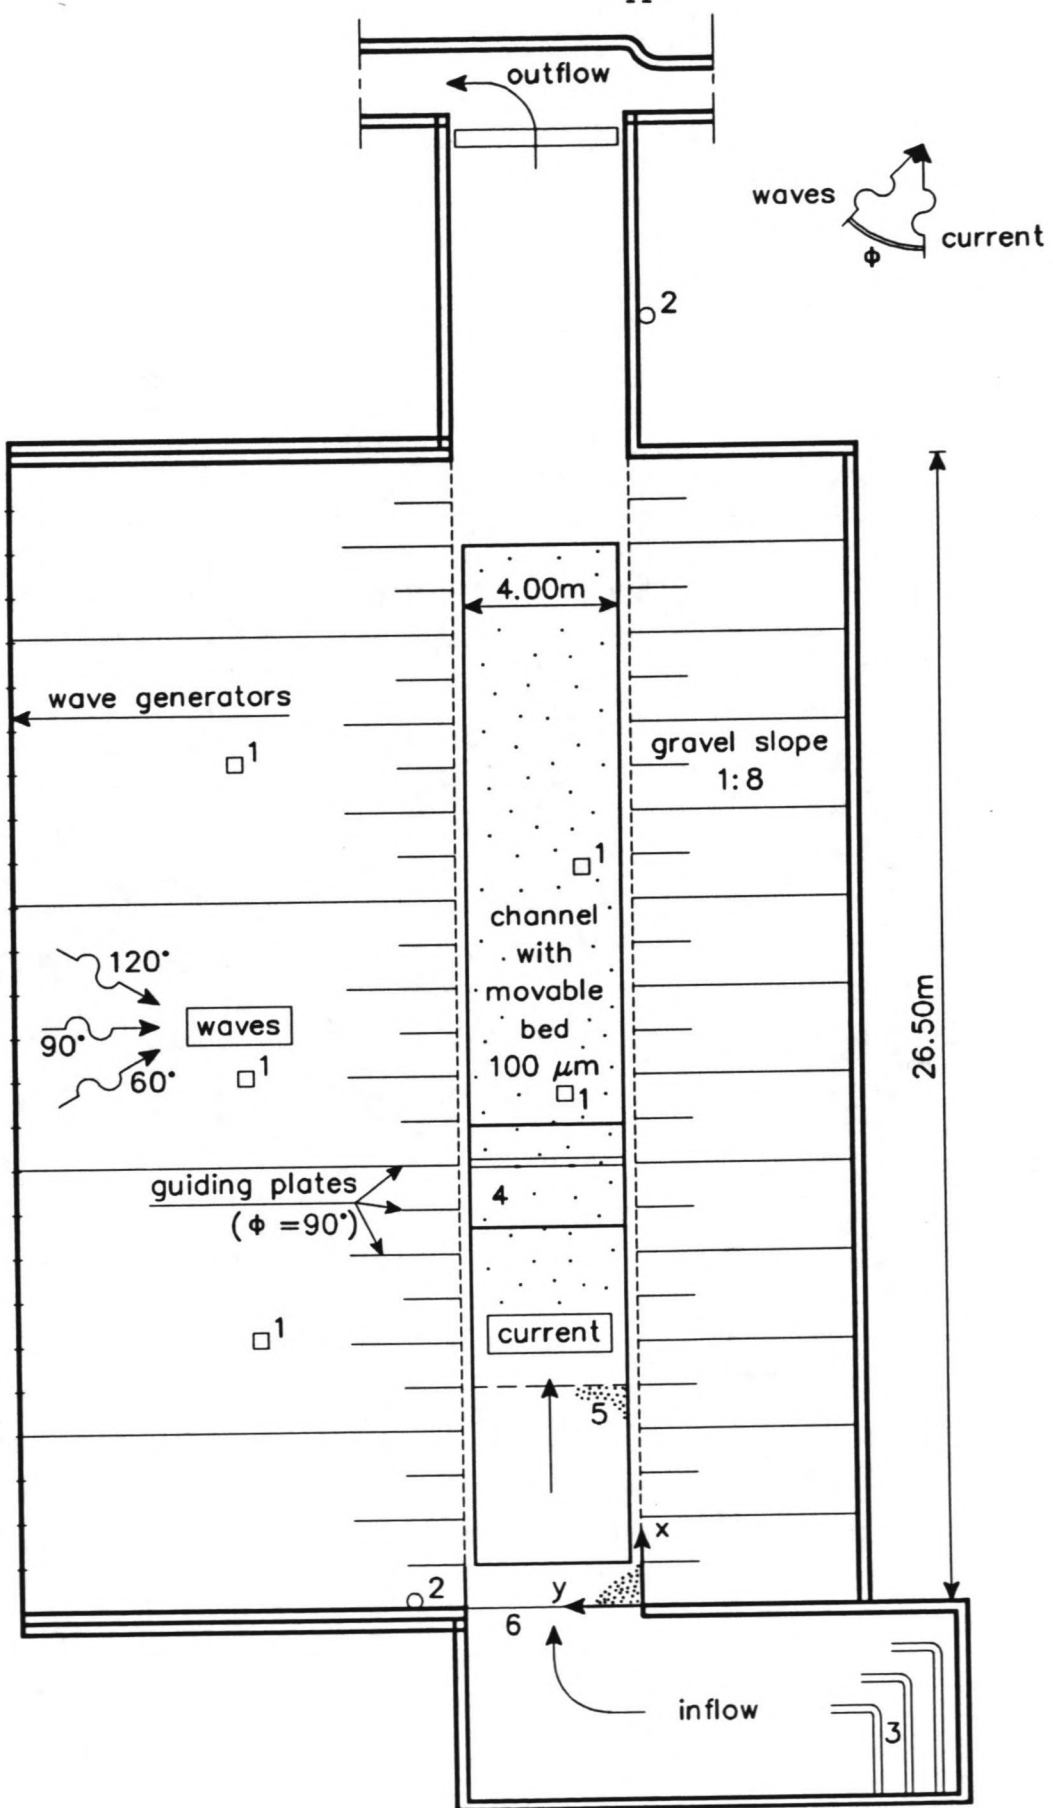 outflow
waves
current
Φ
2
4.00m
wave generators
1
gravel slope
1:8
1
channel
with
movable
bed
100 μm
120°
90°
60°
waves
1
1
26.50m
guiding plates
(Φ =90°)
4
1
current
5
x
2
y
6
inflow
3